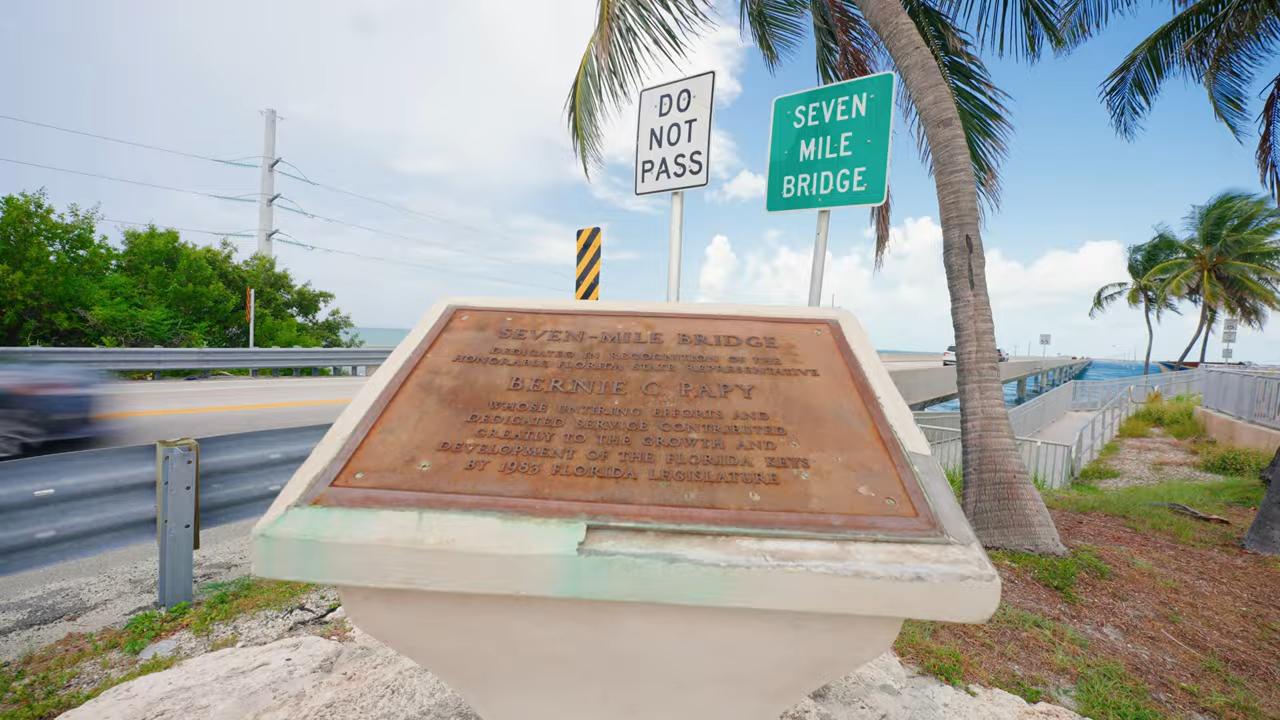 DO
NOT
PASS
SEVEN
MILE
BRIDGE
SEVEN-MILE BRIDGE
DEDICATED IN RECOGNITION OF THE
HONORABLE FLORIDA STATE REPRESENTATIVE
BERNIE C. PAPY
WHOSE UNTIRING EFFORTS AND
DEDICATED SERVICE CONTRIBUTED
GREATLY TO THE GROWTH AND
DEVELOPMENT OF THE FLORIDA KEYS
BY 1983 FLORIDA LEGISLATURE